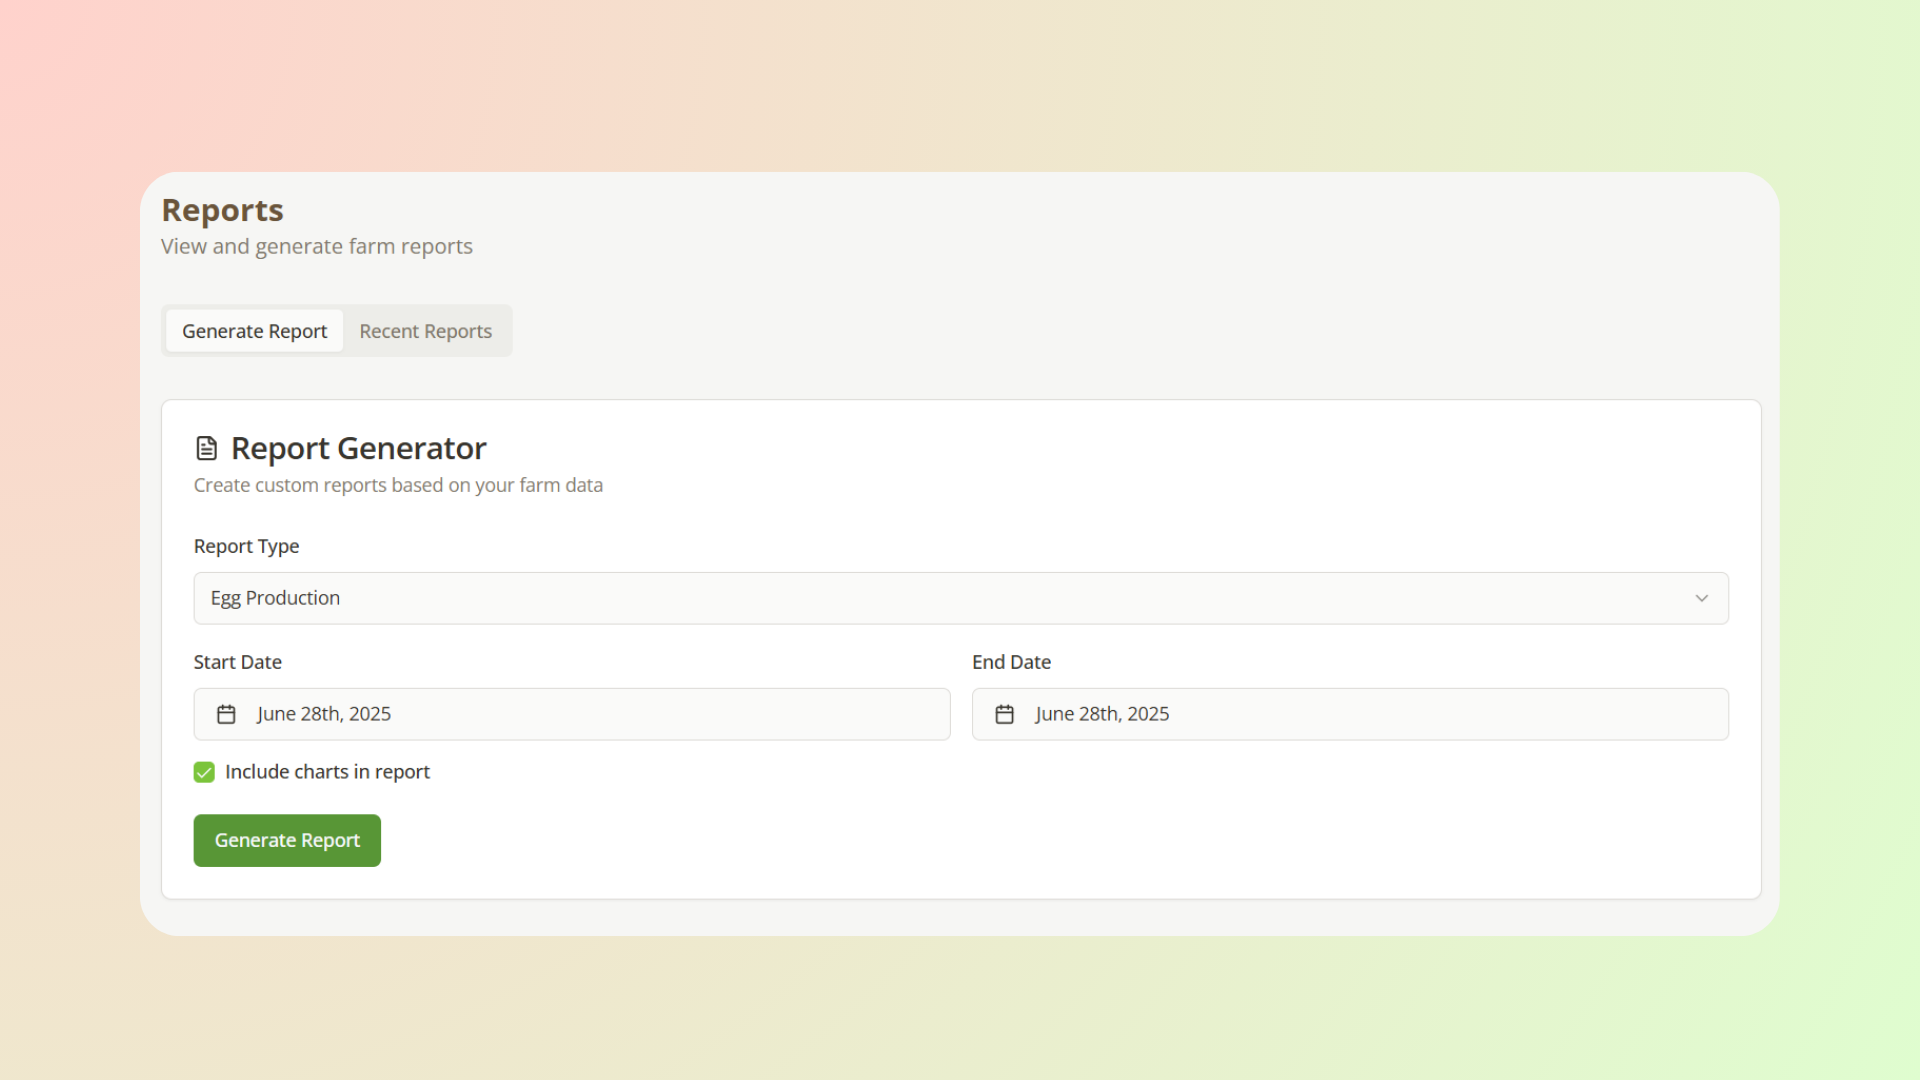 Reports
View and generate farm reports
Generate Report
Recent Reports
Report Generator
Create custom reports based on your farm data
Report Type
Egg Production
Start Date
End Date
June 28th, 2025
June 28th, 2025
Include charts in report
Generate Report